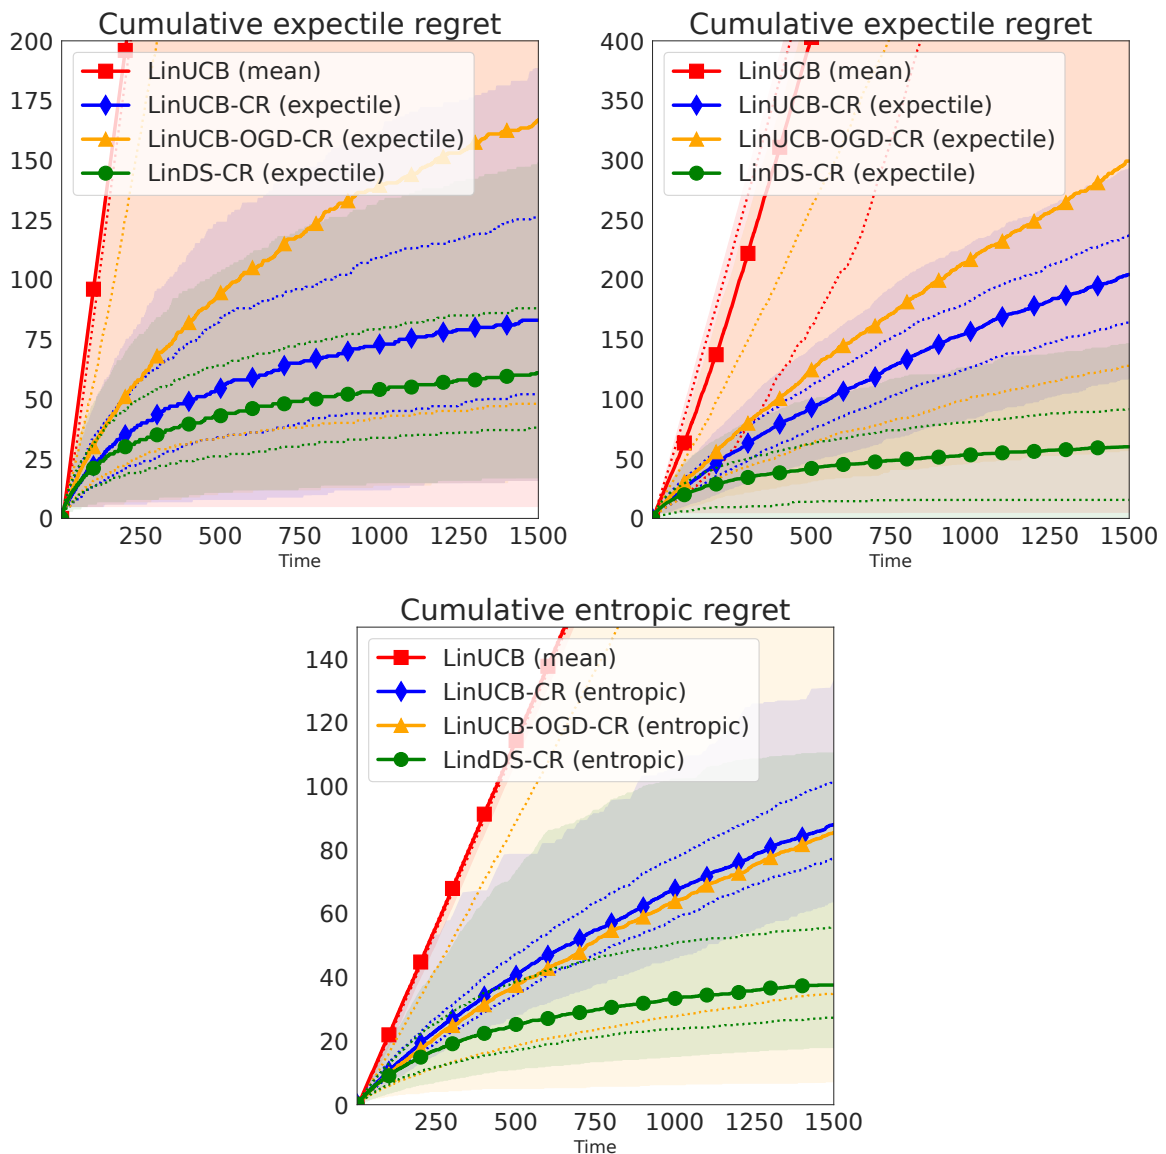 Cumulative expectile regret
200
175
150
125
100
75
50
25
0
LinUCB (mean)
LinUCB-CR (expectile)
LinUCB-OGD-CR (expectile)
LinDS-CR (expectile)
250 500 750 1000 1250 1500
Time
Cumulative expectile regret
400
350
300
250
200
150
100
50
0
LinUCB (mean)
LinUCB-CR (expectile)
LinUCB-OGD-CR (expectile)
LinDS-CR (expectile)
250 500 750 1000 1250 1500
Time
Cumulative entropic regret
140
120
100
80
60
40
20
0
LinUCB (mean)
LinUCB-CR (entropic)
LinUCB-OGD-CR (entropic)
LindDS-CR (entropic)
250 500 750 1000 1250 1500
Time